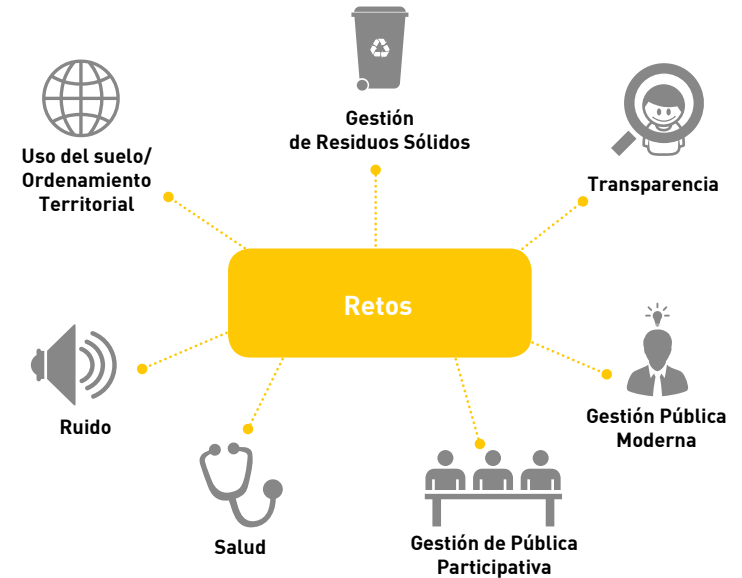 Gestión
de Residuos Sólidos
Uso del suelo/
Ordenamiento
Territorial
Transparencia
Retos
Ruido
Gestión Pública
Moderna
Salud
Gestión de Pública
Participativa